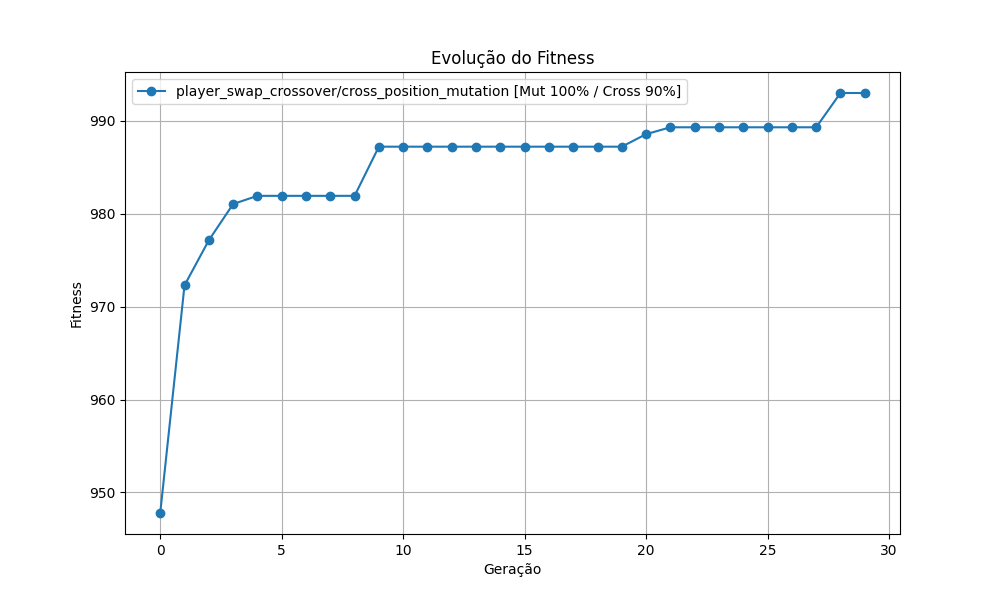 Evolução do Fitness
player_swap_crossover/cross_position_mutation [Mut 100% / Cross 90%]
990
980
970
960
950
Fitness
0 5 10 15 20 25 30
Geração